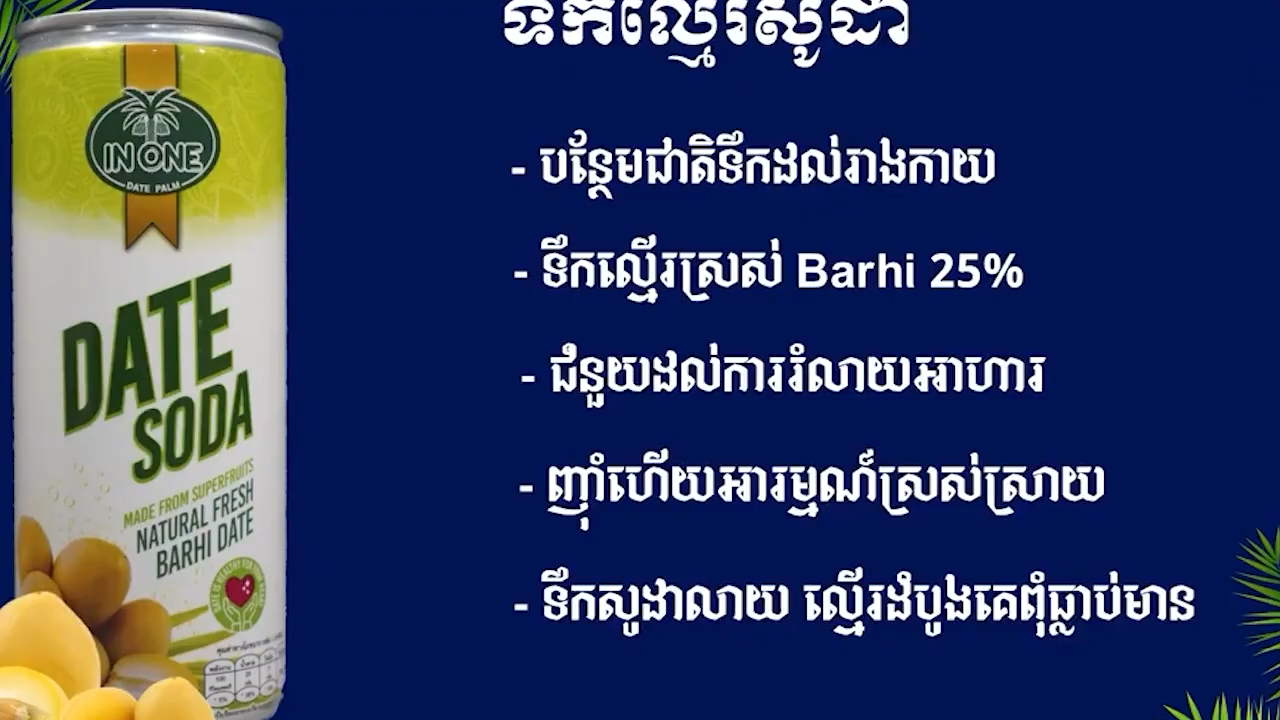 ទឹកល្មើរសូដា
- បន្ថែមជាតិទឹកដល់រាងកាយ
- ទឹកល្មើរស្រស់ Barhi 25%
- ជំនួយដល់ការរំលាយអាហារ
- ញ៉ាំហើយអារម្មណ៍ស្រស់ស្រាយ
- ទឹកសូដាលាយ ល្មើរដំបូងគេពុំធ្លាប់មាន
IN ONE
DATE PALM
DATE
SODA
MADE FROM SUPERFRUITS
NATURAL FRESH
BARHI DATE